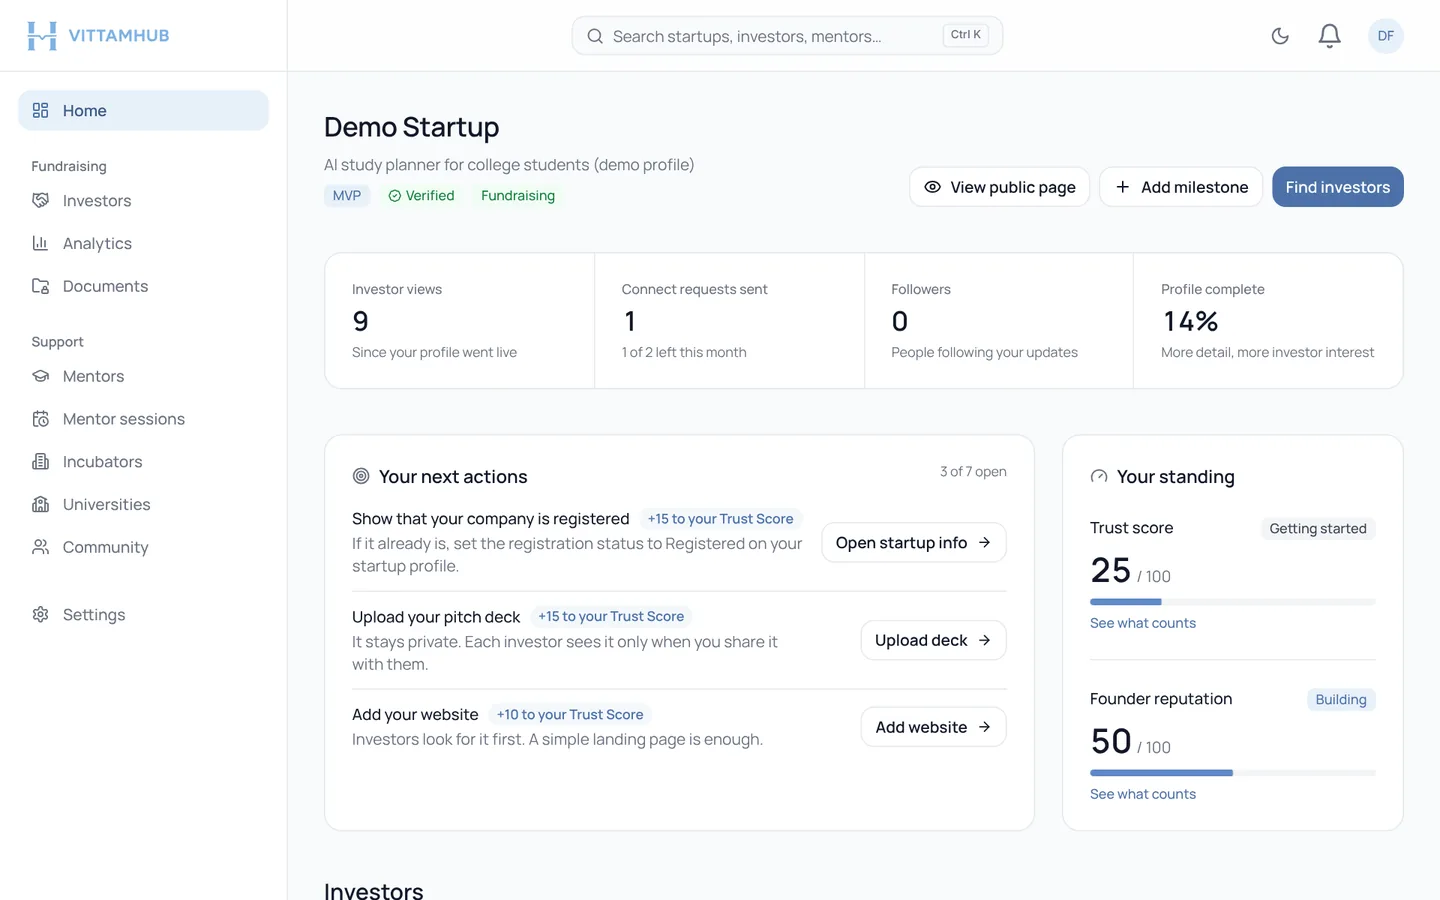 VITTAMHUB
Search startups, investors, mentors...
Ctrl K
DF
Home
Fundraising
Investors
Analytics
Documents
Support
Mentors
Mentor sessions
Incubators
Universities
Community
Settings
Demo Startup
AI study planner for college students (demo profile)
MVP
Verified
Fundraising
View public page
Add milestone
Find investors
Investor views
9
Since your profile went live
Connect requests sent
1
1 of 2 left this month
Followers
0
People following your updates
Profile complete
14%
More detail, more investor interest
Your next actions
3 of 7 open
Show that your company is registered +15 to your Trust Score
If it already is, set the registration status to Registered on your
startup profile.
Open startup info →
Upload your pitch deck +15 to your Trust Score
It stays private. Each investor sees it only when you share it
with them.
Upload deck →
Add your website +10 to your Trust Score
Investors look for it first. A simple landing page is enough.
Add website →
Your standing
Trust score
Getting started
25 / 100
See what counts
Founder reputation
Building
50 / 100
See what counts
Investors